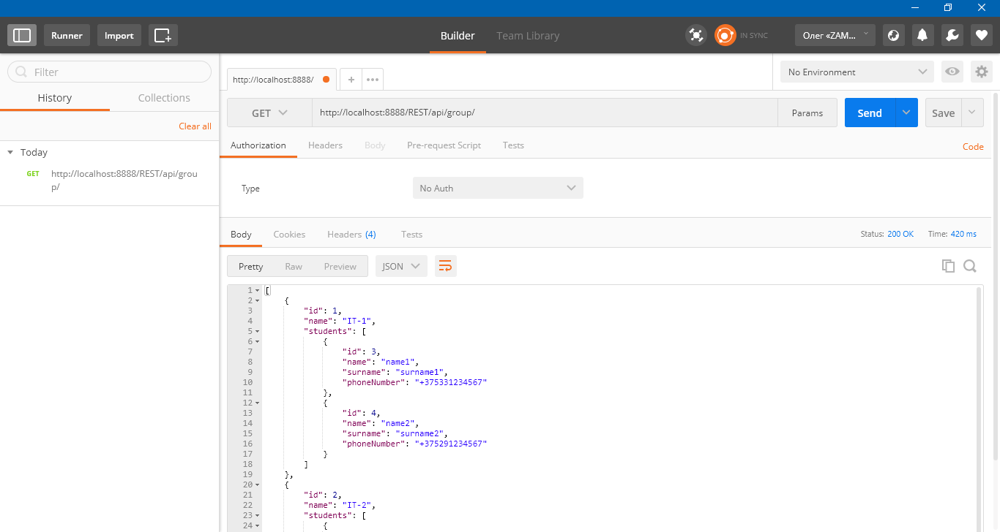 Runner
Import
Builder
Team Library
IN SYNC
Олег «ZAM...
Filter
History
Collections
Clear all
Today
GET
http://localhost:8888/REST/api/grou
p/
http://localhost:8888/
+
•••
No Environment
GET
http://localhost:8888/REST/api/group/
Params
Send
Save
Authorization
Headers
Body
Pre-request Script
Tests
Code
Type
No Auth
Body
Cookies
Headers (4)
Tests
Status: 200 OK
Time: 420 ms
Pretty
Raw
Preview
JSON
1 [
2 {
3 "id": 1,
4 "name": "IT-1",
5 "students": [
6 {
7 "id": 3,
8 "name": "name1",
9 "surname": "surname1",
10 "phoneNumber": "+375331234567"
11 },
12 {
13 "id": 4,
14 "name": "name2",
15 "surname": "surname2",
16 "phoneNumber": "+375291234567"
17 }
18 ]
19 },
20 {
21 "id": 2,
22 "name": "IT-2",
23 "students": [
24 {